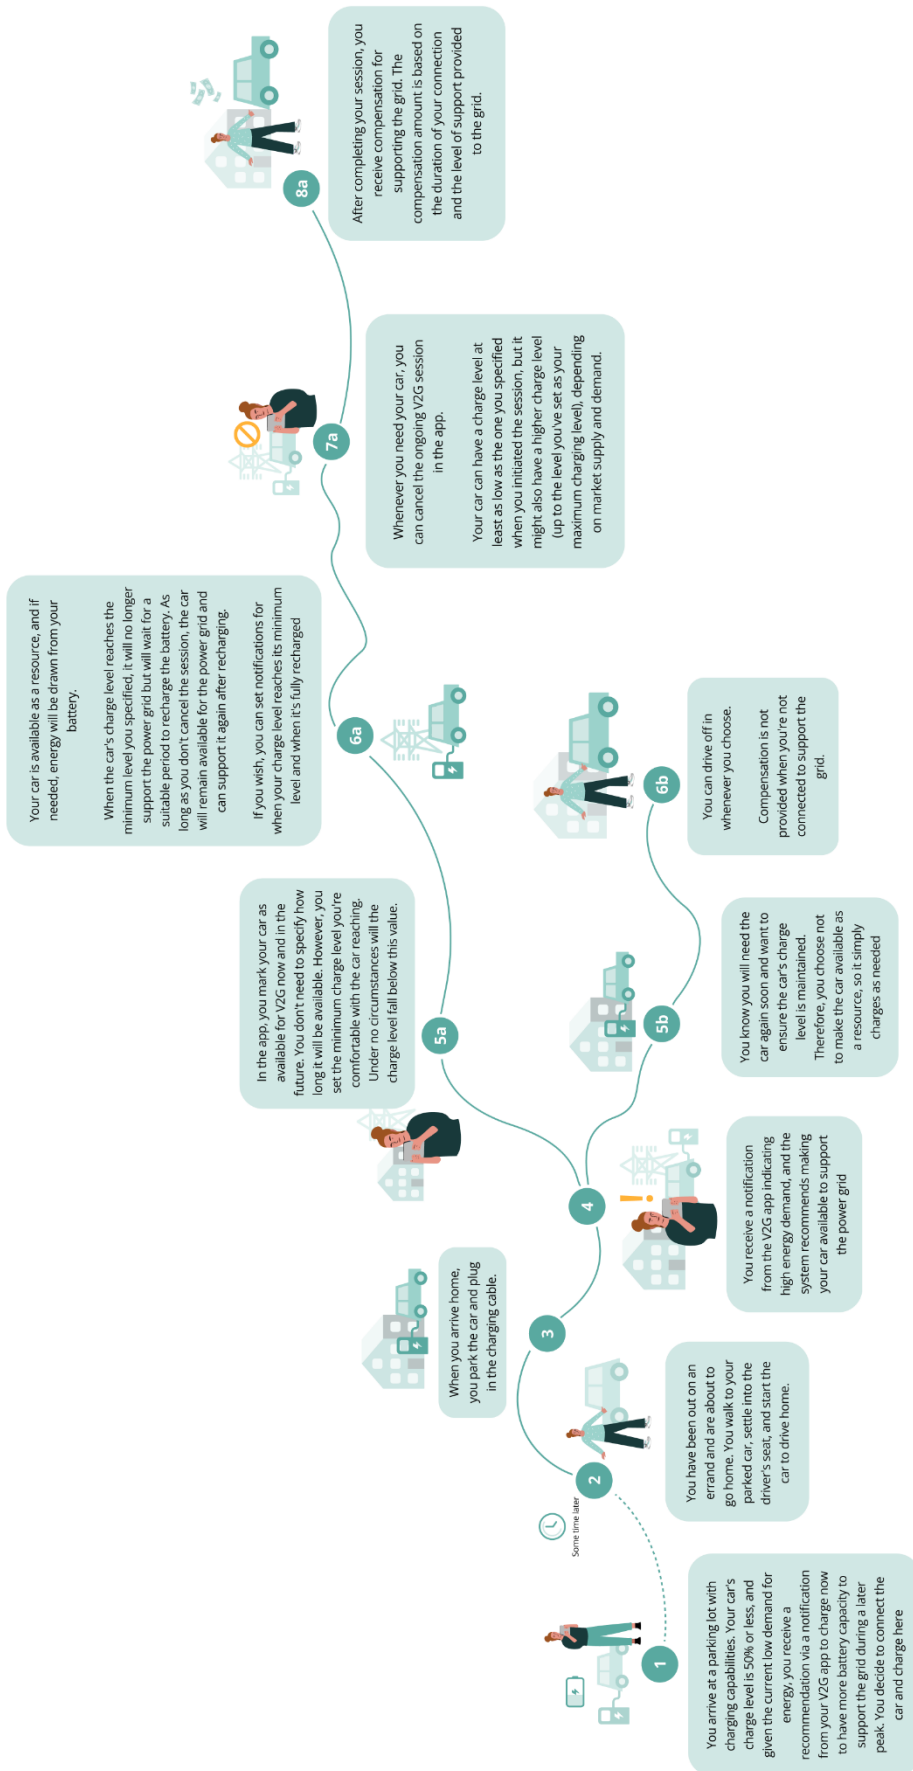 1
You arrive at a parking lot with
charging capabilities. Your car's
charge level is 50% or less, and
given the current low demand for
energy, you receive a
recommendation via a notification
from your V2G app to charge now
to have more battery capacity to
support the grid during a later
peak. You decide to connect the
car and charge here
Some time later
2
You have been out on an
errand and are about to
go home. You walk to your
parked car, settle into the
driver's seat, and start the
car to drive home.
3
When you arrive home,
you park the car and plug
in the charging cable.
4
You receive a notification
from the V2G app indicating
high energy demand, and the
system recommends making
your car available to support
the power grid
5a
In the app, you mark your car as
available for V2G now and in the
future. You don't need to specify how
long it will be available. However, you
set the minimum charge level you're
comfortable with the car reaching.
Under no circumstances will the
charge level fall below this value.
6a
Your car is available as a resource, and if
needed, energy will be drawn from your
battery.
When the car's charge level reaches the
minimum level you specified, it will no longer
support the power grid but will wait for a
suitable period to recharge the battery. As
long as you don't cancel the session, the car
will remain available for the power grid and
can support it again after recharging.
If you wish, you can set notifications for
when your charge level reaches its minimum
level and when it's fully recharged
7a
Whenever you need your car, you
can cancel the ongoing V2G session
in the app.
Your car can have a charge level at
least as low as the one you specified
when you initiated the session, but it
might also have a higher charge level
(up to the level you've set as your
maximum charging level), depending
on market supply and demand.
8a
After completing your session, you
receive compensation for
supporting the grid. The
compensation amount is based on
the duration of your connection
and the level of support provided
to the grid.
5b
You know you will need the
car again soon and want to
ensure the car's charge
level is maintained.
Therefore, you choose not
to make the car available as
a resource, so it simply
charges as needed
6b
You can drive off in
whenever you choose.
Compensation is not
provided when you're not
connected to support the
grid.